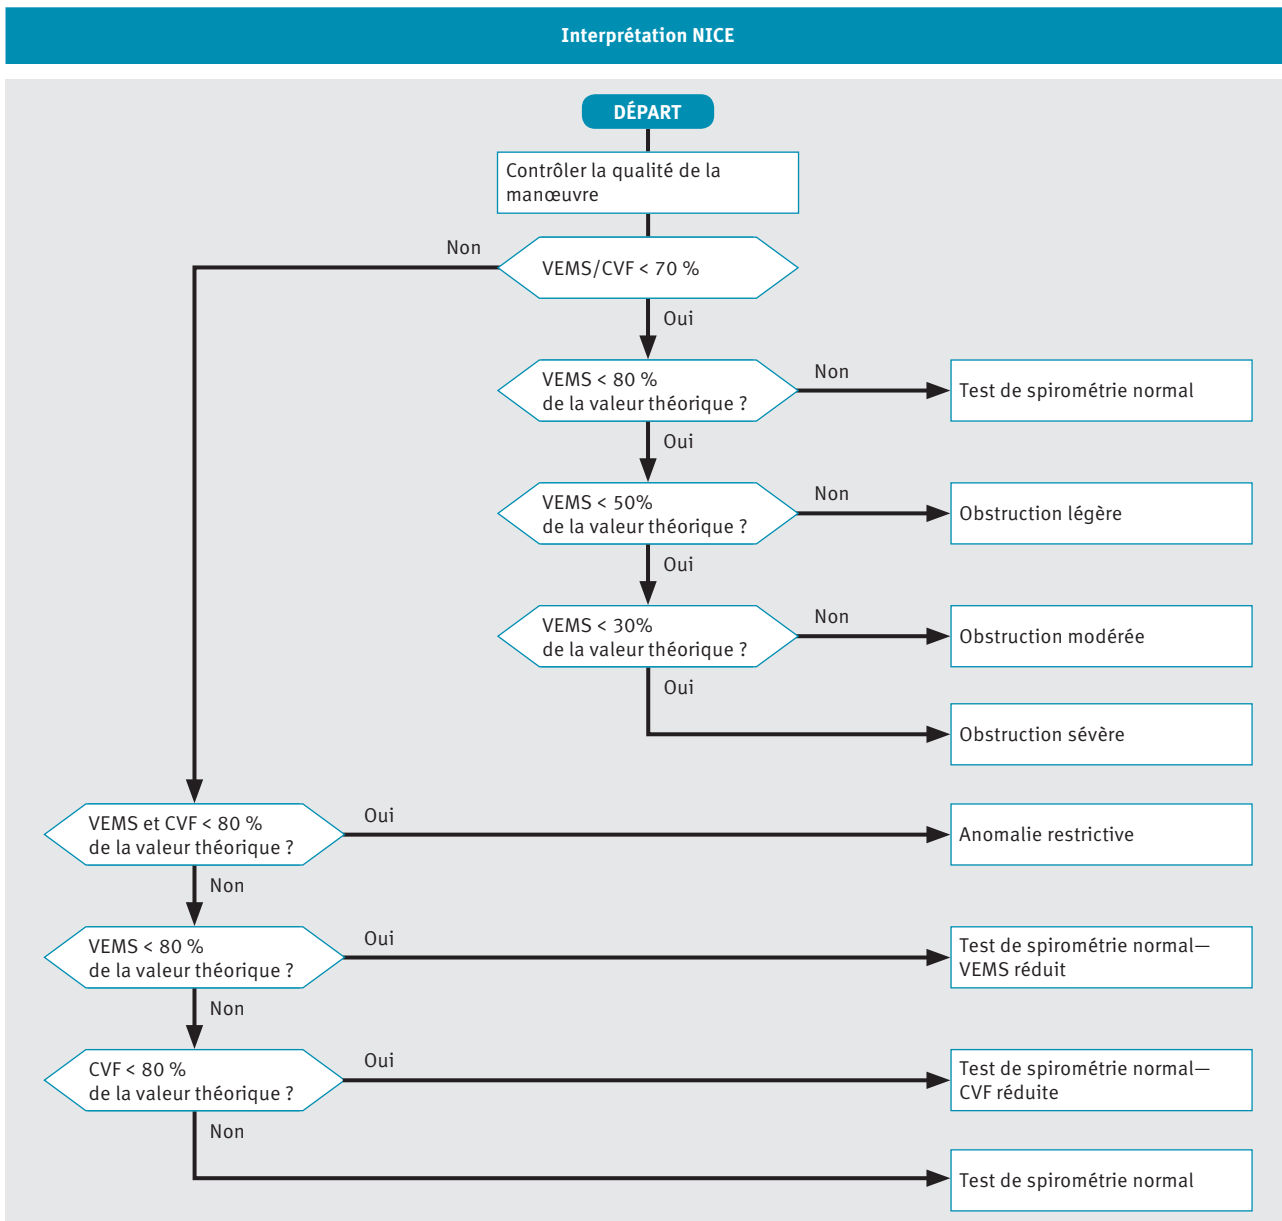 Interprétation NICE
DÉPART
Contrôler la qualité de la
manœuvre
Non
VEMS/CVF < 70 %
Oui
VEMS < 80 %
de la valeur théorique ?
Non
Test de spirométrie normal
Oui
VEMS < 50%
de la valeur théorique ?
Non
Obstruction légère
Oui
VEMS < 30%
de la valeur théorique ?
Non
Obstruction modérée
Oui
Obstruction sévère
VEMS et CVF < 80 %
de la valeur théorique ?
Oui
Anomalie restrictive
Non
VEMS < 80 %
de la valeur théorique ?
Oui
Test de spirométrie normal—
VEMS réduit
Non
CVF < 80 %
de la valeur théorique ?
Oui
Test de spirométrie normal—
CVF réduite
Non
Test de spirométrie normal